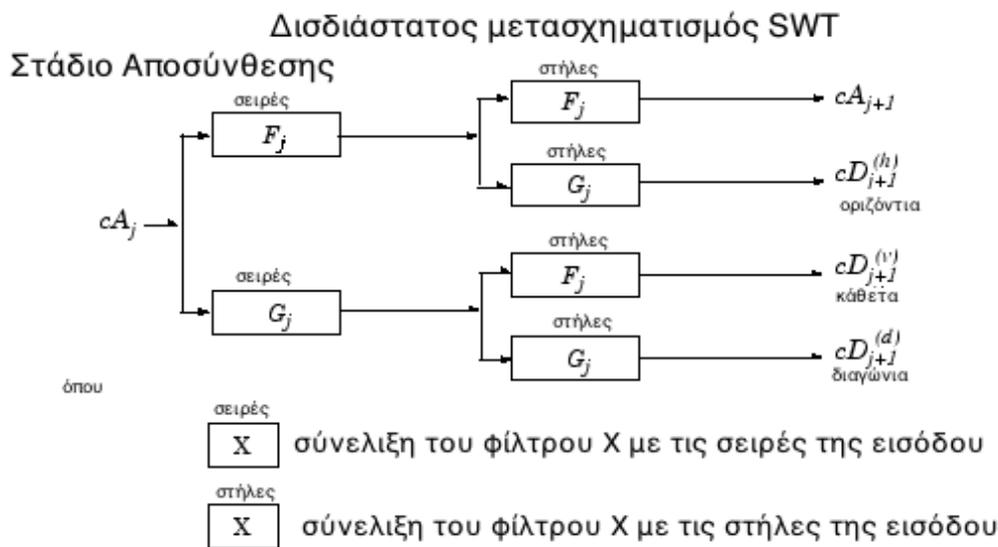 Δισδιάστατος μετασχηματισμός SWT
Στάδιο Αποσύνθεσης
στήλες
F_j
cA_{j+1}
σειρές
F_j
στήλες
G_j
cD_{j+1}^{(h)}
οριζόντια
cA_j
στήλες
F_j
cD_{j+1}^{(v)}
κάθετα
σειρές
G_j
στήλες
G_j
cD_{j+1}^{(d)}
διαγώνια
όπου
σειρές
X σύνελιξη του φίλτρου X με τις σειρές της εισόδου
στήλες
X σύνελιξη του φίλτρου X με τις στήλες της εισόδου